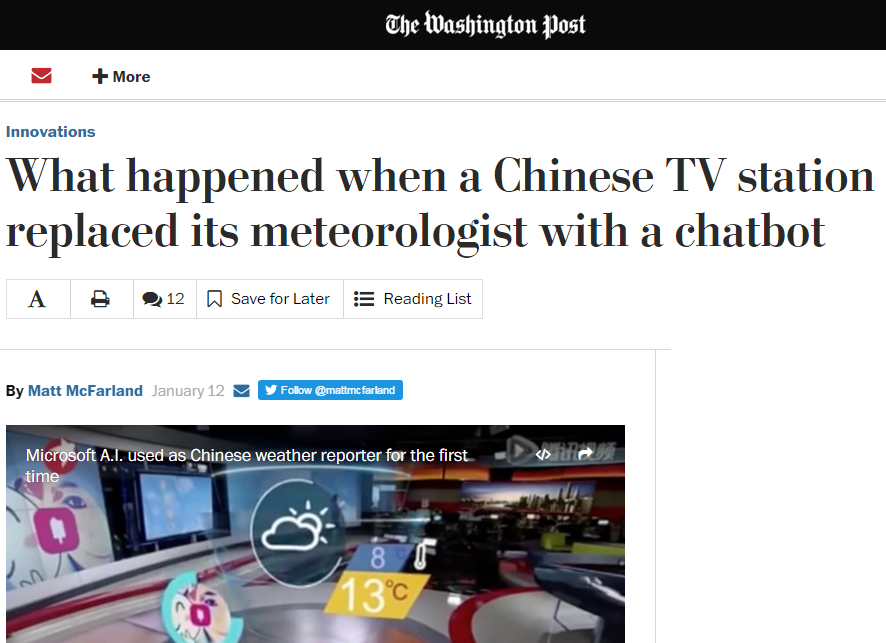 The Washington Post
More
Innovations
What happened when a Chinese TV station
replaced its meteorologist with a chatbot
A
12
Save for Later
Reading List
By Matt McFarland January 12
Follow @mattmcfarland
Microsoft A.I. used as Chinese weather reporter for the first
time
腾讯视频
8
13°C